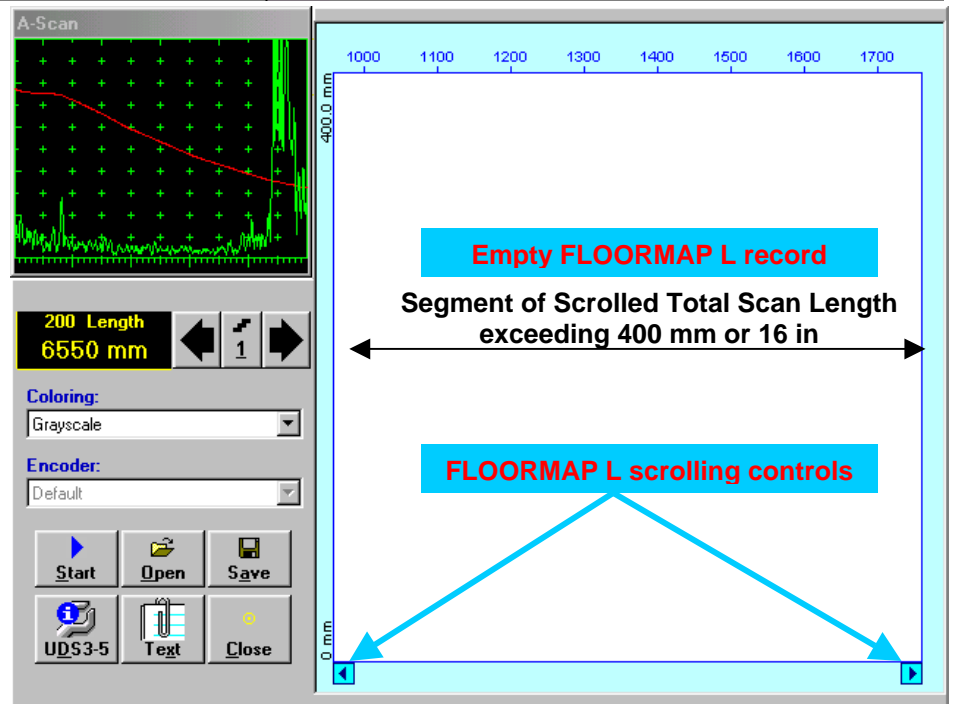 A-Scan
1000 1100 1200 1300 1400 1500 1600 1700
400.0 mm
Empty FLOORMAP L record
Segment of Scrolled Total Scan Length
exceeding 400 mm or 16 in
200 Length
6550 mm
1
Coloring:
Grayscale
Encoder:
Default
FLOORMAP L scrolling controls
Start Open Save
UDS3-5 Text Close
0 mm